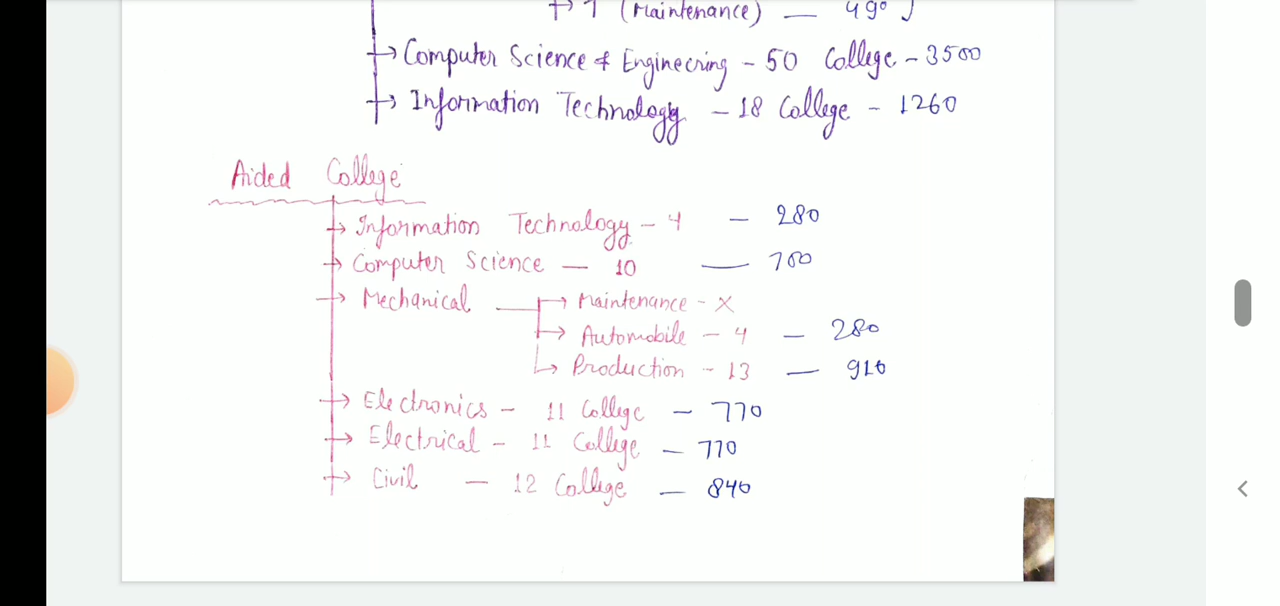 7 (Maintenance) — 490
→ Computer Science & Engineering - 50 College - 3500
→ Information Technology - 18 College - 1260
Aided College
→ Information Technology - 4 - 280
→ Computer Science — 10 — 700
→ Mechanical → Maintenance - X
→ Automobile - 4 - 280
→ Production - 13 — 910
→ Electronics - 11 College - 770
→ Electrical - 11 College - 770
→ Civil - 12 College - 840